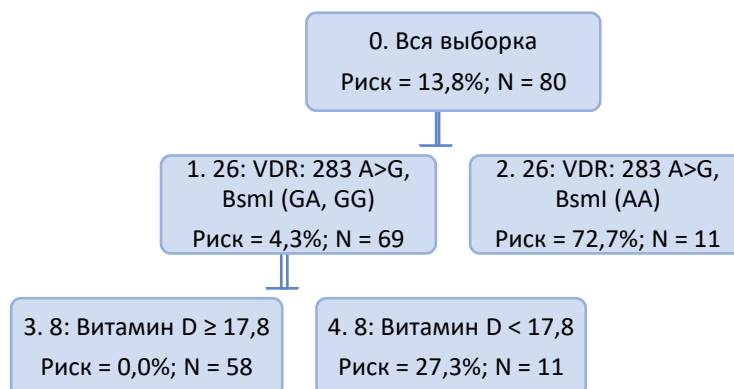 0. Вся выборка
Риск = 13,8%; N = 80
1. 26: VDR: 283 A>G,
BsmI (GA, GG)
Риск = 4,3%; N = 69
2. 26: VDR: 283 A>G,
BsmI (AA)
Риск = 72,7%; N = 11
3. 8: Витамин D ≥ 17,8
Риск = 0,0%; N = 58
4. 8: Витамин D < 17,8
Риск = 27,3%; N = 11